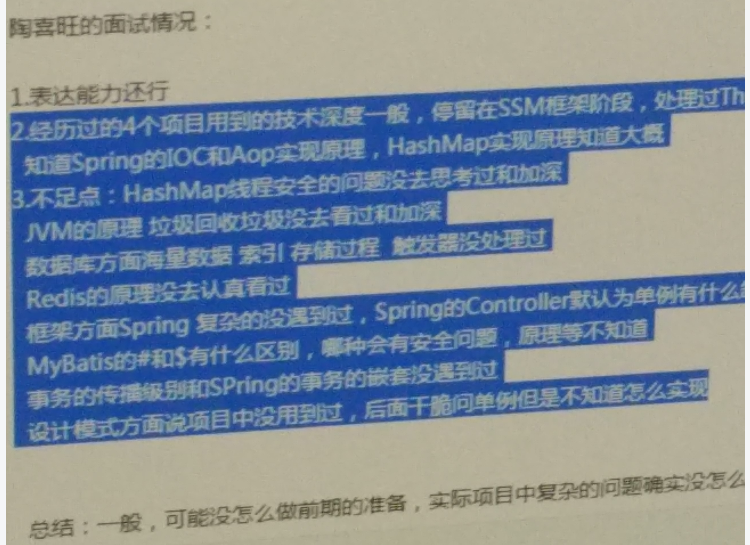 陶喜旺的面试情况：
1.表达能力还行
2.经历过的4个项目用到的技术深度一般，停留在SSM框架阶段，处理过Th
知道Spring的IOC和Aop实现原理，HashMap实现原理知道大概
3.不足点：HashMap线程安全的问题没去思考过和加深
JVM的原理 垃圾回收垃圾没去看过和加深
数据库方面海量数据 索引 存储过程 触发器没处理过
Redis的原理没去认真看过
框架方面Spring 复杂的没遇到过，Spring的Controller默认为单例有什么
MyBatis的#和$有什么区别，哪种会有安全问题，原理等不知道
事务的传播级别和SPring的事务的嵌套没遇到过
设计模式方面说项目中没用到过，后面干脆问单例但是不知道怎么实现
总结：一般，可能没怎么做前期的准备，实际项目中复杂的问题确实没怎么